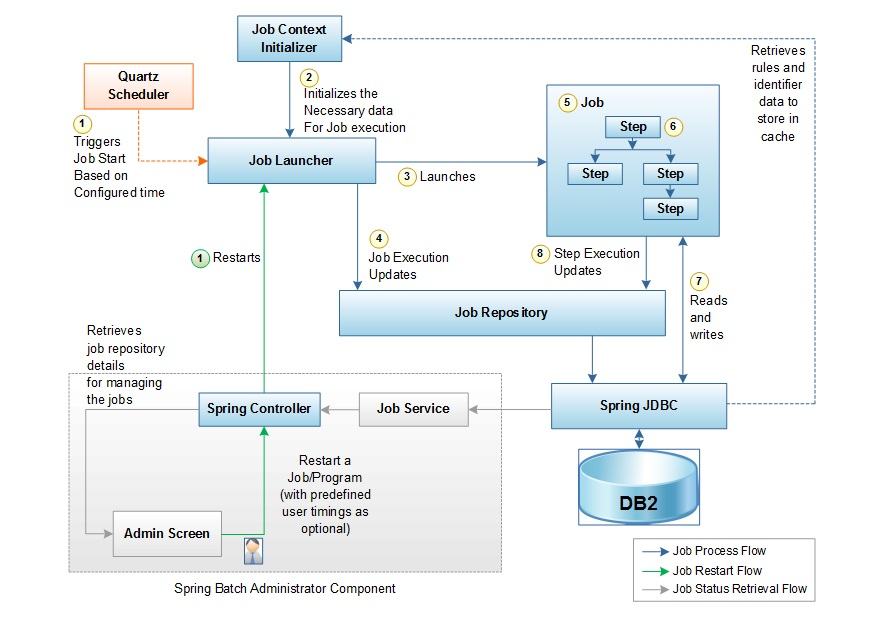 Job Context
Initializer
Quartz
Scheduler
1
Triggers
Job Start
Based on
Configured time
2
Initializes the
Necessary data
For Job execution
Retrieves
rules and
identifier
data to
store in
cache
Job Launcher
3 Launches
5 Job
Step 6
Step
Step
Step
1 Restarts
4
Job Execution
Updates
8 Step Execution
Updates
7
Reads
and
writes
Job Repository
Retrieves
job repository
details
for managing
the jobs
Spring Controller
Job Service
Spring JDBC
Restart a
Job/Program
(with predefined
user timings as
optional)
Admin Screen
DB2
Spring Batch Administrator Component
Job Process Flow
Job Restart Flow
Job Status Retrieval Flow